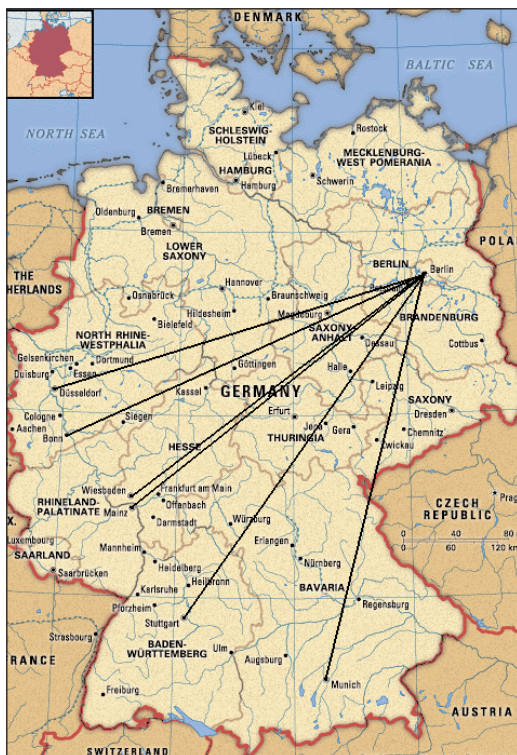 DENMARK
BALTIC SEA
NORTH SEA
Kiel
SCHLESWIG-
HOLSTEIN
Rostock
MECKLENBURG-
WEST POMERANIA
Lübeck
HAMBURG
Hamburg
Schwerin
Bremerhaven
Oldenburg
BREMEN
Bremen
LOWER
SAXONY
POLA
THE
HERLANDS
BERLIN
Berlin
Hannover
Osnabrück
Braunschweig
Hildesheim
Magdeburg
BRANDENBURG
Bielefeld
SAXONY
ANHALT
Dessau
Cottbus
NORTH RHINE-
WESTPHALIA
Gelsenkirchen
Dortmund
Duisburg
Essen
Göttingen
Halle
Düsseldorf
Kassel
GERMANY
Leipzig
SAXONY
Dresden
Cologne
Aachen
Siegen
Erfurt
Jena
Gera
Chemnitz
Bonn
HESSE
THURINGIA
Zwickau
Wiesbaden
Frankfurt am Main
Offenbach
RHINELAND-
PALATINATE
Mainz
Darmstadt
Würzburg
CZECH
REPUBLIC
Prag
X.
Luxembourg
Mannheim
Erlangen
0 40 80
0 60 120 k
SAARLAND
Saarbrücken
Heidelberg
Nürnberg
Heilbronn
BAVARIA
Karlsruhe
Pforzheim
Regensburg
Stuttgart
Strasbourg
BADEN-
WÜRTTEMBERG
Ulm
Augsburg
RANCE
Munich
Freiburg
AUSTRIA
SWITZERLAND